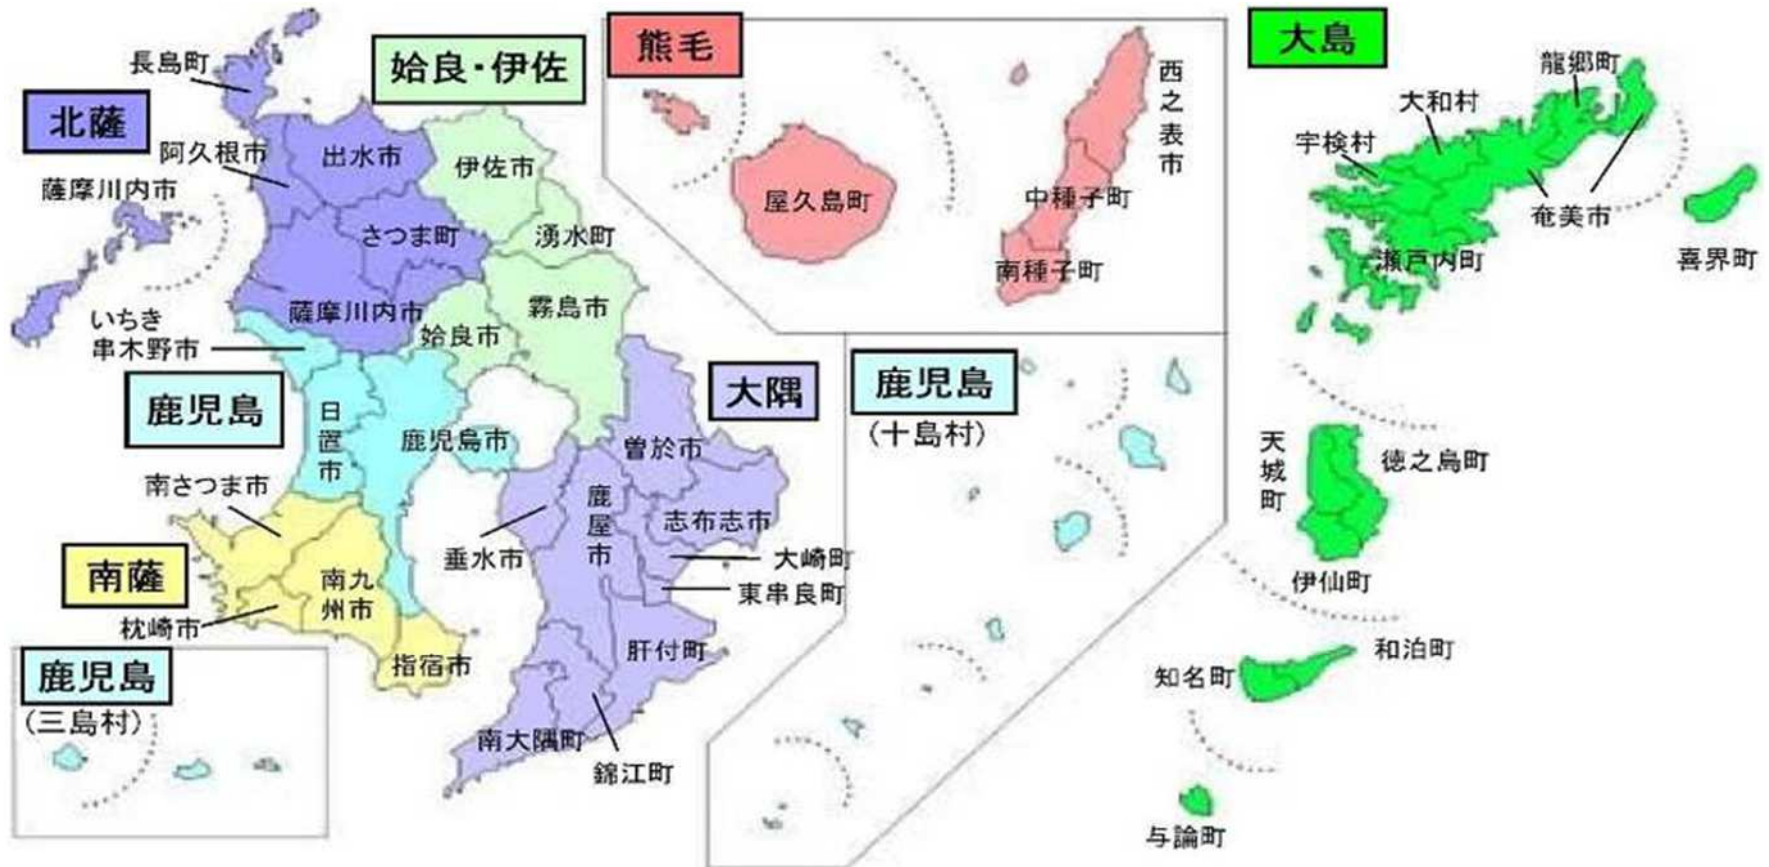 北薩
長島町
阿久根市
出水市
薩摩川内市
さつま町
薩摩川内市
姶良・伊佐
伊佐市
湧水町
霧島市
姶良市
鹿児島
いちき
串木野市
日置市
鹿児島市
南薩
南さつま市
南九
州市
枕崎市
指宿市
鹿児島
(三島村)
大隅
曽於市
鹿屋市
志布志市
垂水市
大崎町
東串良町
肝付町
南大隅町
錦江町
熊毛
西之表市
中種子町
屋久島町
南種子町
鹿児島
(十島村)
大島
龍郷町
大和村
宇検村
奄美市
瀬戸内町
喜界町
天城町
徳之島町
伊仙町
和泊町
知名町
与論町